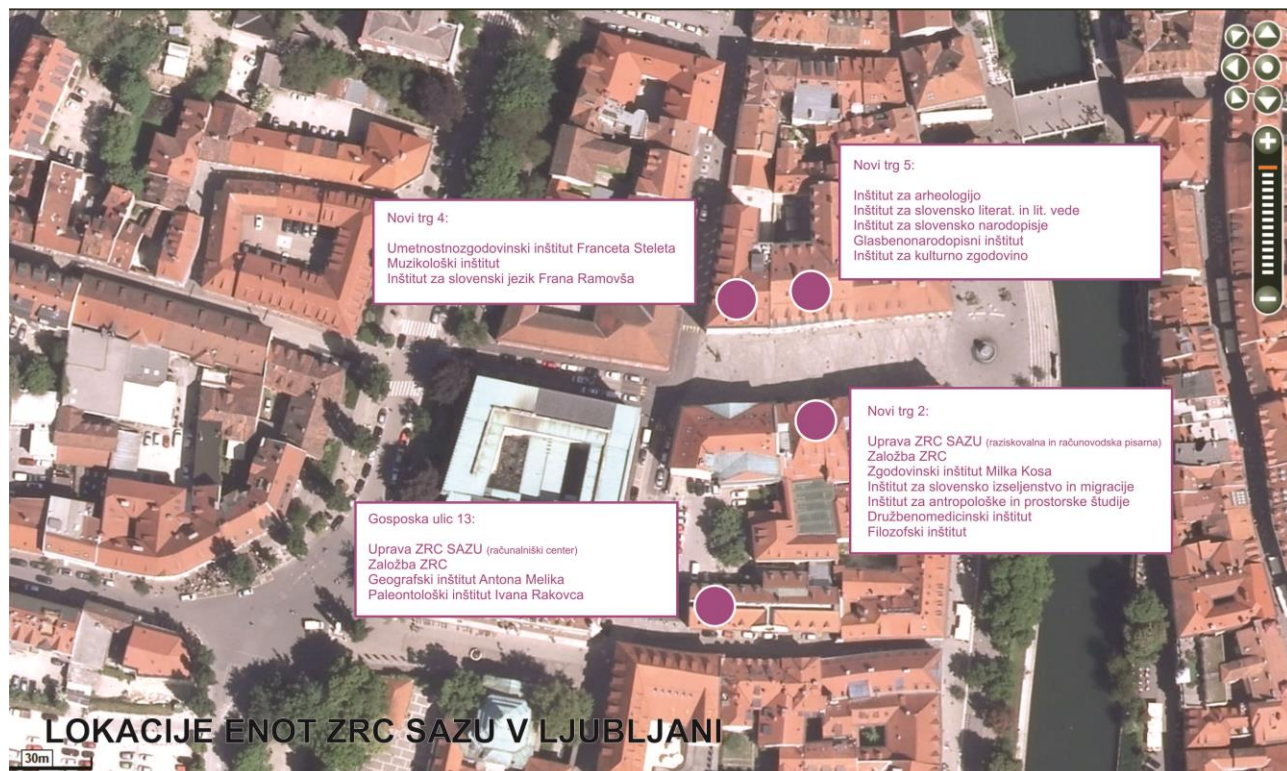 Novi trg 5:
Inštitut za arheologijo
Inštitut za slovensko literat. in lit. vede
Inštitut za slovensko narodopisje
Glasbenonarodopisni inštitut
Inštitut za kulturno zgodovino
Novi trg 4:
Umetnostnozgodovinski inštitut Franceta Steleta
Muzikološki inštitut
Inštitut za slovenski jezik Frana Ramovša
Novi trg 2:
Uprava ZRC SAZU (raziskovalna in računovodska pisarna)
Založba ZRC
Zgodovinski inštitut Milka Kosa
Inštitut za slovensko izseljenstvo in migracije
Inštitut za antropološke in prostorske študije
Družbenomedicinski inštitut
Filozofski inštitut
Gosposka ulic 13:
Uprava ZRC SAZU (računalniški center)
Založba ZRC
Geografski inštitut Antona Melika
Paleontološki inštitut Ivana Rakovca
LOKACIJE ENOT ZRC SAZU V LJUBLJANI
30m